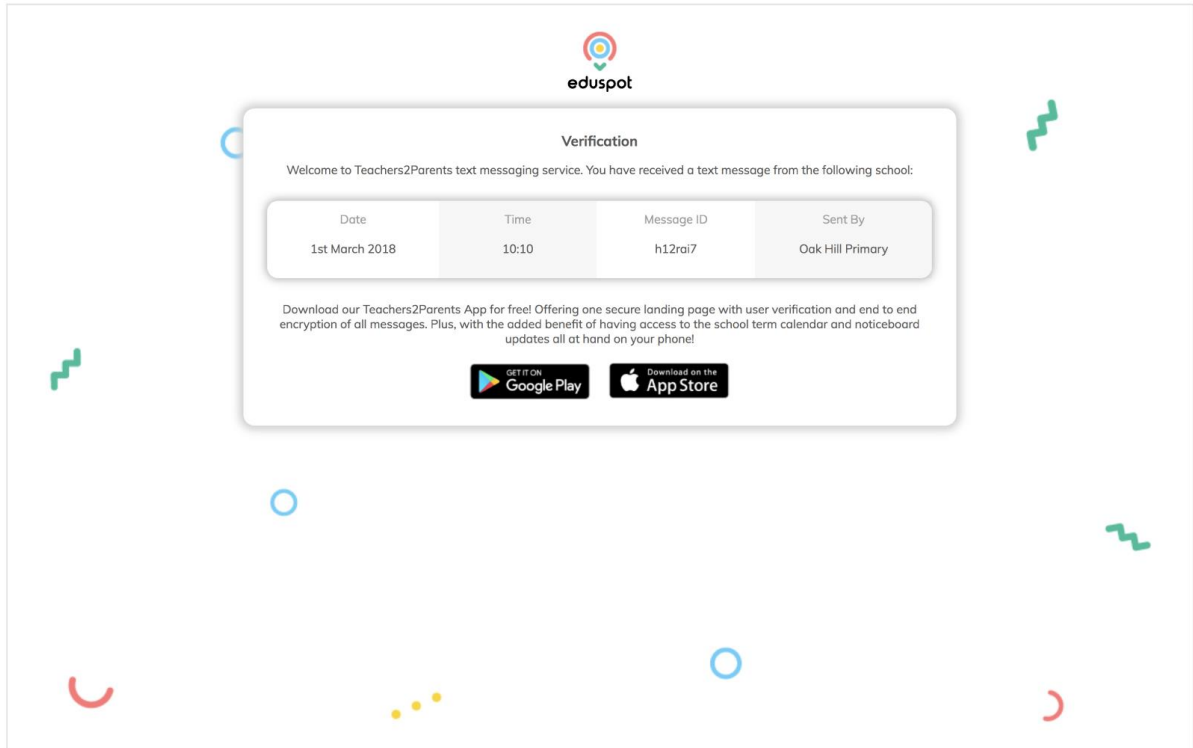 eduspot
Verification
Welcome to Teachers2Parents text messaging service. You have received a text message from the following school:
Date Time Message ID Sent By
1st March 2018 10:10 h12rai7 Oak Hill Primary
Download our Teachers2Parents App for free! Offering one secure landing page with user verification and end to end
encryption of all messages. Plus, with the added benefit of having access to the school term calendar and noticeboard
updates all at hand on your phone!
GET IT ON
Google Play
Download on the
App Store